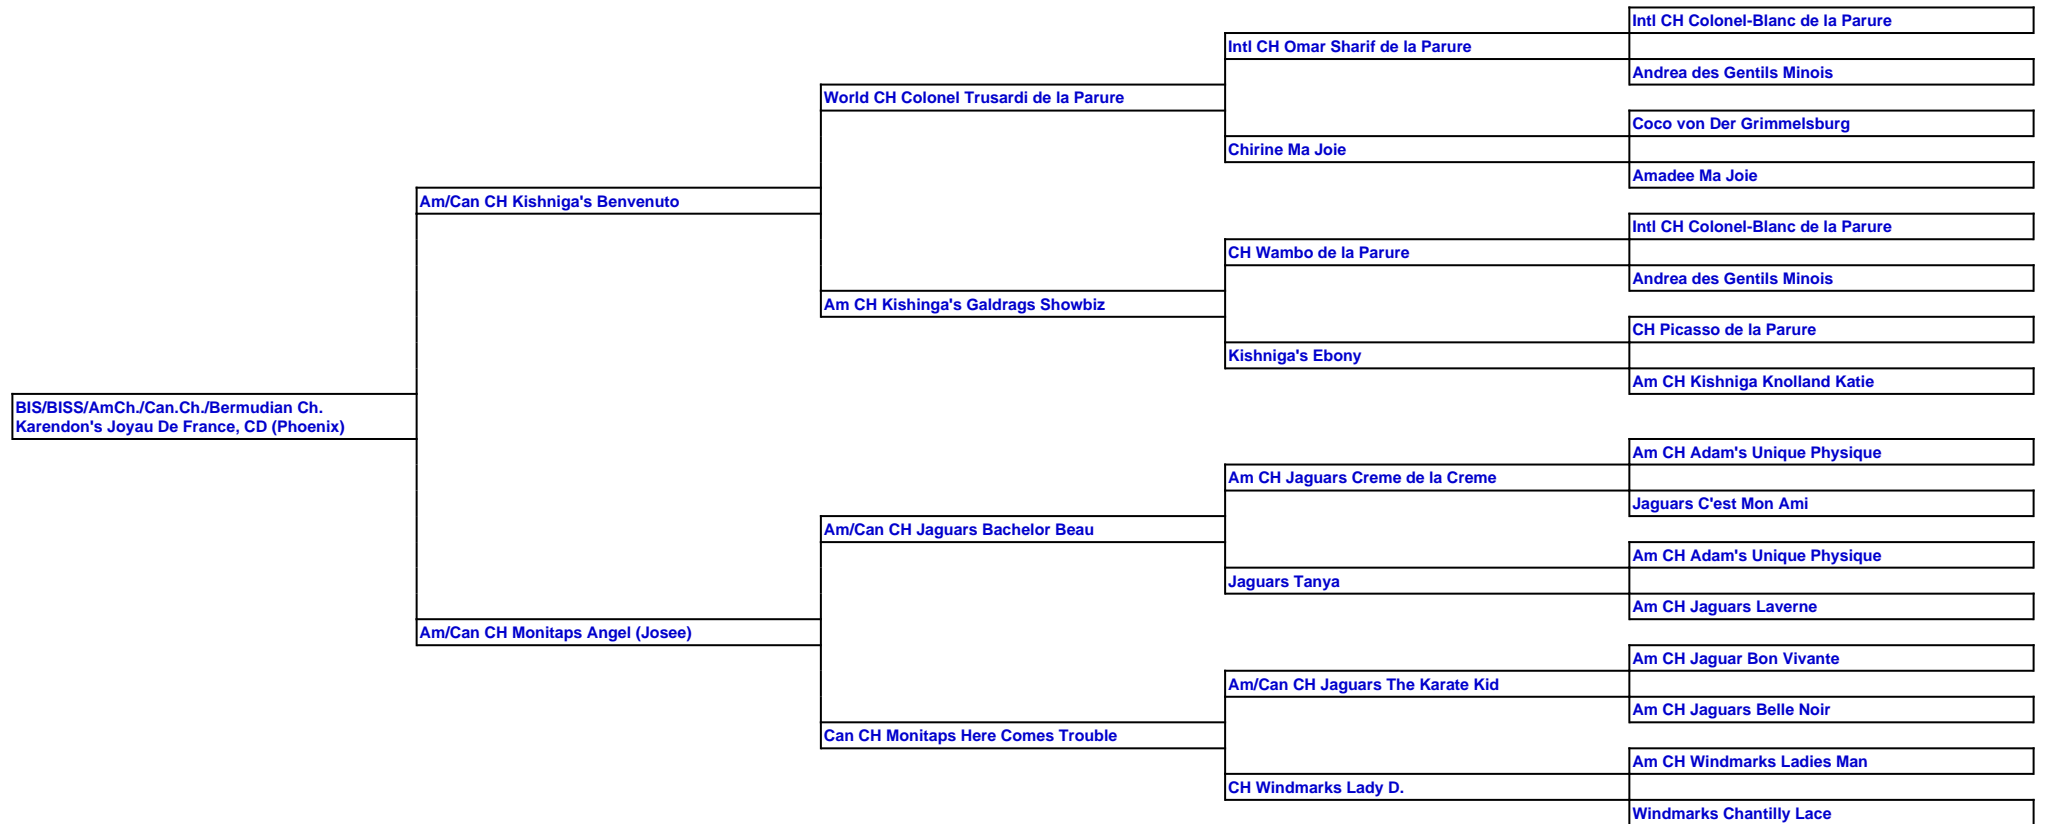 Intl CH Colonel-Blanc de la Parure
Intl CH Omar Sharif de la Parure
Andrea des Gentils Minois
World CH Colonel Trusardi de la Parure
Coco von Der Grimmelsburg
Chirine Ma Joie
Amadee Ma Joie
Am/Can CH Kishniga's Benvenuto
Intl CH Colonel-Blanc de la Parure
CH Wambo de la Parure
Andrea des Gentils Minois
Am CH Kishinga's Galdrags Showbiz
CH Picasso de la Parure
Kishniga's Ebony
Am CH Kishniga Knolland Katie
BIS/BISS/AmCh./Can.Ch./Bermudian Ch.
Karendon's Joyau De France, CD (Phoenix)
Am CH Adam's Unique Physique
Am CH Jaguars Creme de la Creme
Jaguars C'est Mon Ami
Am/Can CH Jaguars Bachelor Beau
Am CH Adam's Unique Physique
Jaguars Tanya
Am CH Jaguars Laverne
Am/Can CH Monitaps Angel (Josee)
Am CH Jaguar Bon Vivante
Am/Can CH Jaguars The Karate Kid
Am CH Jaguars Belle Noir
Can CH Monitaps Here Comes Trouble
Am CH Windmarks Ladies Man
CH Windmarks Lady D.
Windmarks Chantilly Lace